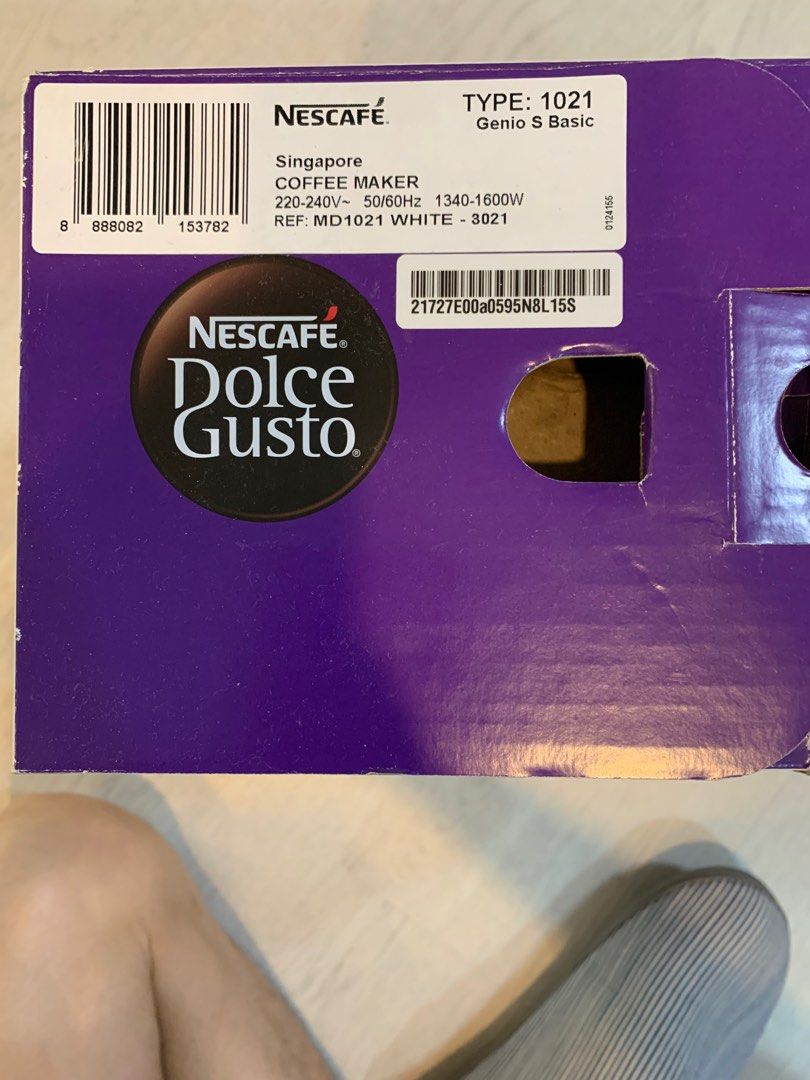 NESCAFÉ®
TYPE: 1021
Genio S Basic
Singapore
COFFEE MAKER
220-240V~ 50/60Hz 1340-1600W
REF: MD1021 WHITE - 3021
0124155
8 888082 153782
21727E00a0595N8L15S
NESCAFÉ®
Dolce
Gusto®